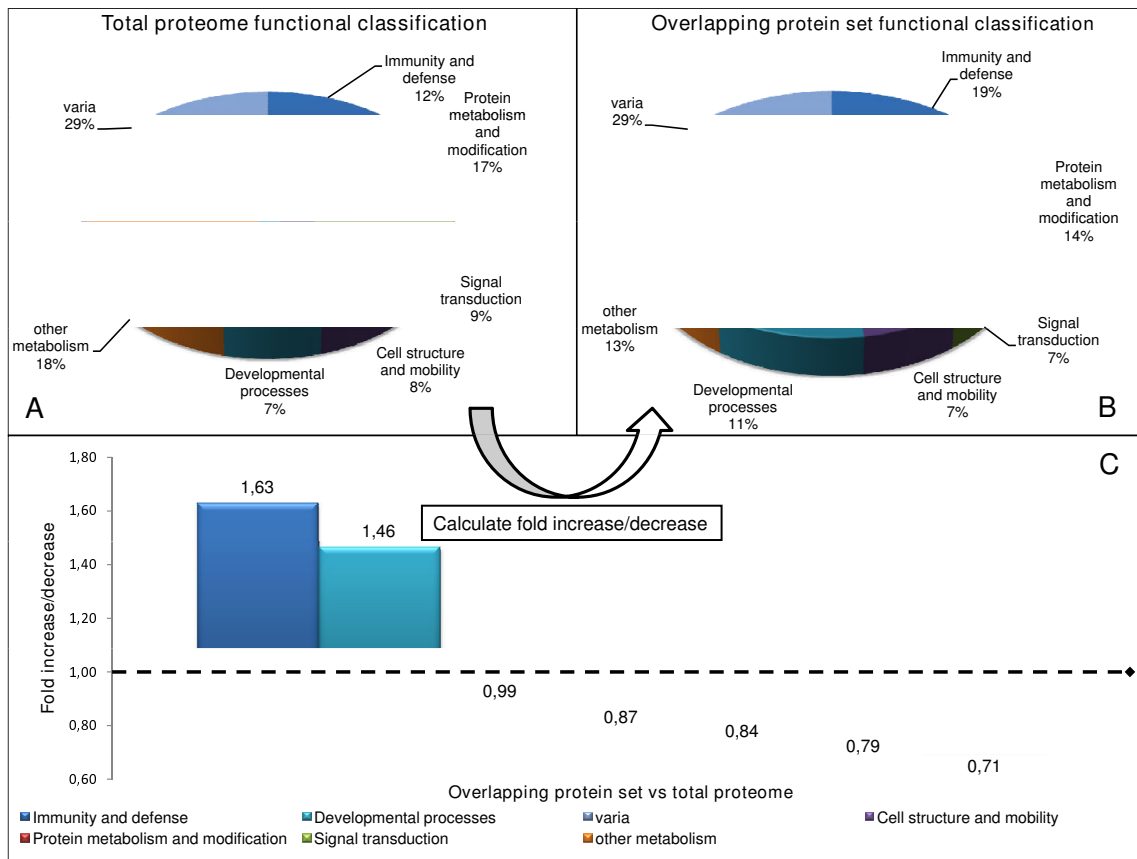 Total proteome functional classification
Immunity and
defense
12%
varia
29%
Protein
metabolism
and
modification
17%
Signal
transduction
9%
other
metabolism
18%
Cell structure
and mobility
8%
Developmental
processes
7%
A
Overlapping protein set functional classification
Immunity and
defense
19%
varia
29%
Protein
metabolism
and
modification
14%
other
metabolism
13%
Signal
transduction
7%
Cell structure
and mobility
7%
Developmental
processes
11%
B
C
Calculate fold increase/decrease
Fold increase/decrease
1,80
1,60
1,40
1,20
1,00
0,80
0,60
1,63
1,46
0,99
0,87
0,84
0,79
0,71
Overlapping protein set vs total proteome
Immunity and defense
Developmental processes
varia
Cell structure and mobility
Protein metabolism and modification
Signal transduction
other metabolism